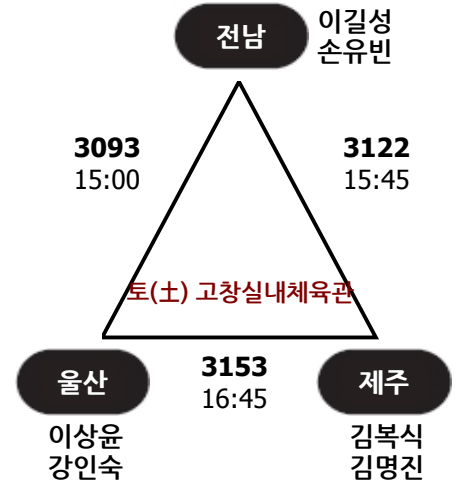 전남
이길성
손유빈
3093
15:00
3122
15:45
토(土) 고창실내체육관
울산
3153
16:45
제주
이상윤
강인숙
김복식
김명진